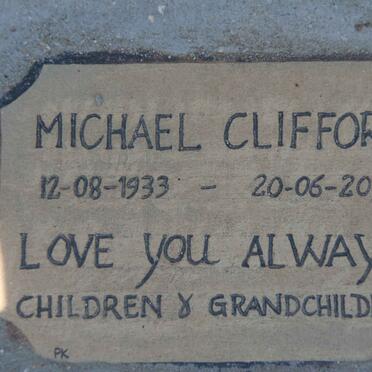 MICHAEL CLIFFOR
12-08-1933 - 20-06-20
LOVE YOU ALWAY
CHILDREN & GRANDCHILD
PK